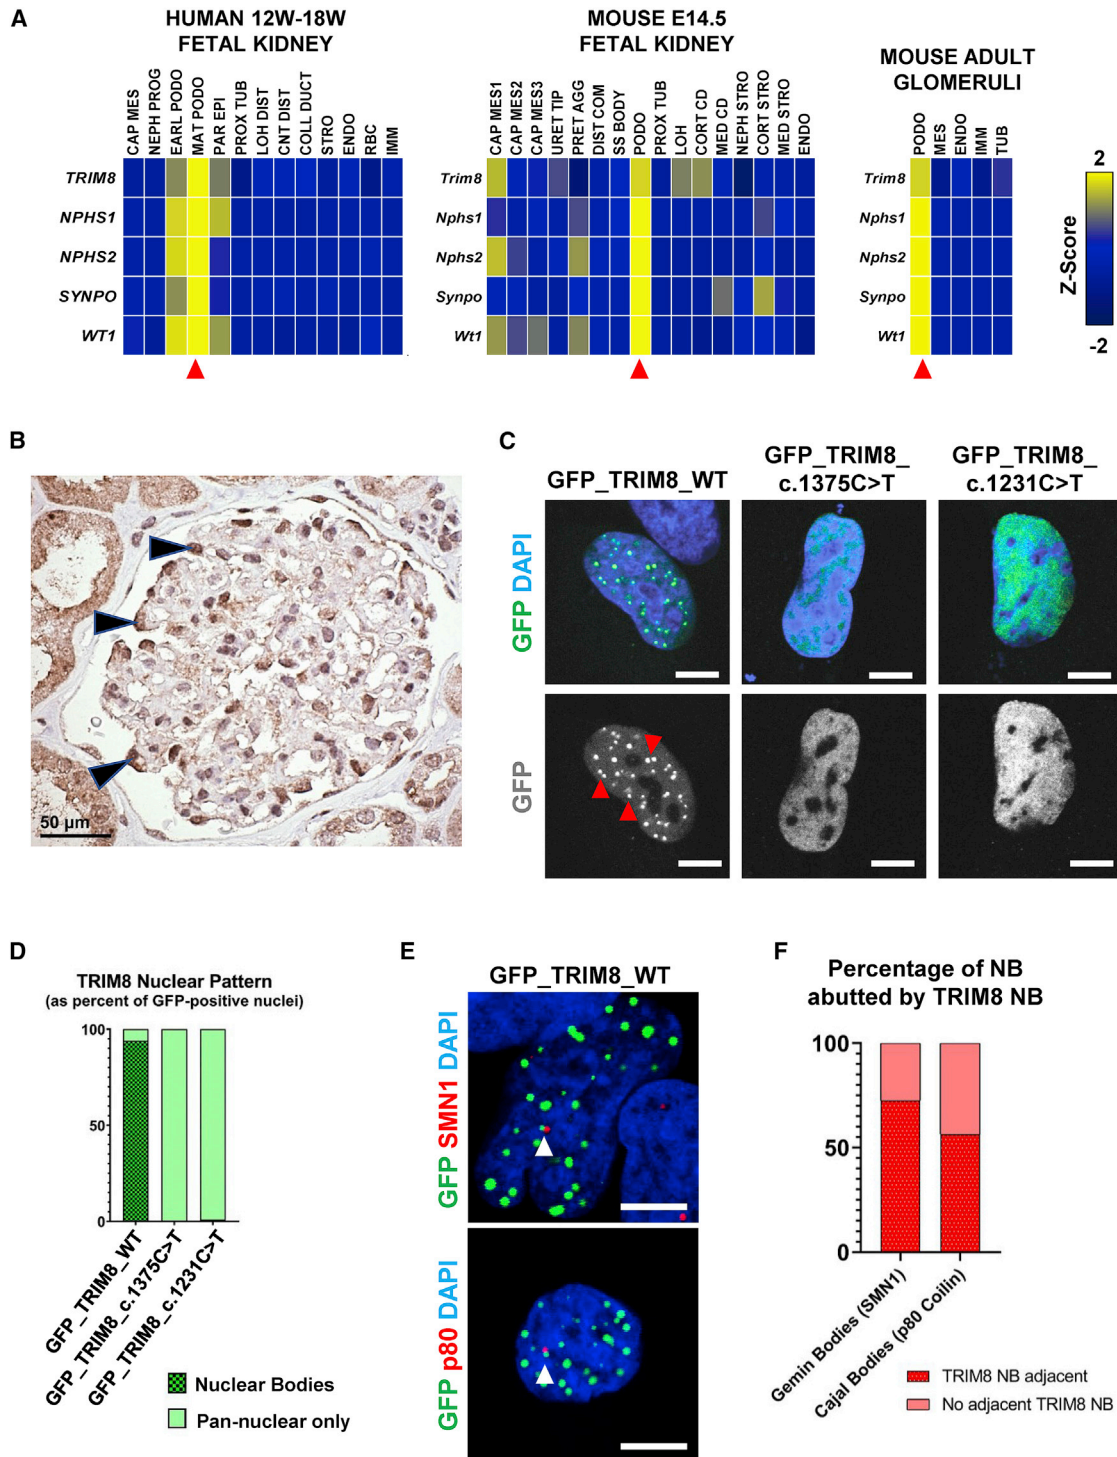 A
HUMAN 12W-18W
FETAL KIDNEY
CAP MES
NEPH PROG
EARL PODO
MAT PODO
PAR EPI
PROX TUB
LOH DIST
CNT DIST
COLL DUCT
STRO
ENDO
RBC
IMM
TRIM8
NPHS1
NPHS2
SYNPO
WT1
MOUSE E14.5
FETAL KIDNEY
CAP MES1
CAP MES2
CAP MES3
URET TIP
PRET AGG
DIST COM
SS BODY
PODO
PROX TUB
LOH
CORT CD
MED CD
NEPH STRO
CORT STRO
MED STRO
ENDO
Trim8
Nphs1
Nphs2
Synpo
Wt1
MOUSE ADULT
GLOMERULI
PODO
MES
ENDO
IMM
TUB
Trim8
Nphs1
Nphs2
Synpo
Wt1
2
Z-Score
-2
B
50 µm
C
GFP_TRIM8_WT
GFP_TRIM8_
c.1375C>T
GFP_TRIM8_
c.1231C>T
GFP DAPI
GFP
D
TRIM8 Nuclear Pattern
(as percent of GFP-positive nuclei)
100
50
0
GFP_TRIM8_WT
GFP_TRIM8_c.1375C>T
GFP_TRIM8_c.1231C>T
Nuclear Bodies
Pan-nuclear only
E
GFP_TRIM8_WT
GFP SMN1 DAPI
GFP p80 DAPI
F
Percentage of NB
abutted by TRIM8 NB
100
50
0
Gemin Bodies (SMN1)
Cajal Bodies (p80 Coilin)
TRIM8 NB adjacent
No adjacent TRIM8 NB